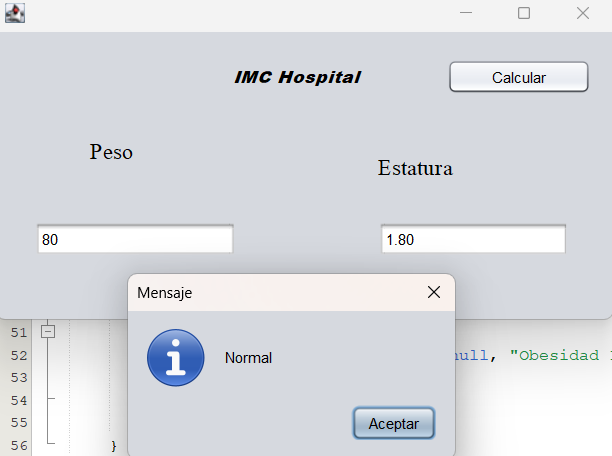 IMC Hospital
Calcular
Peso
Estatura
80
1.80
Mensaje
Normal
Aceptar
51
52 null, "Obesidad
53
54
55
56 }